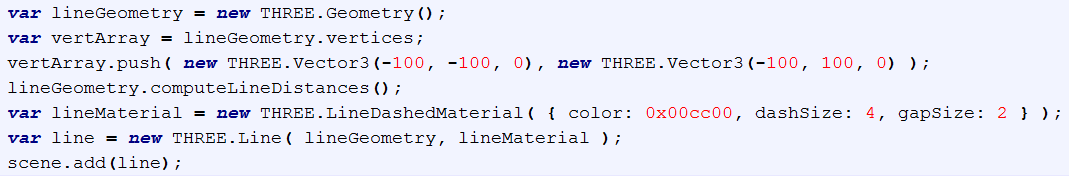 var lineGeometry = new THREE.Geometry();
var vertArray = lineGeometry.vertices;
vertArray.push( new THREE.Vector3(-100, -100, 0), new THREE.Vector3(-100, 100, 0) );
lineGeometry.computeLineDistances();
var lineMaterial = new THREE.LineDashedMaterial( { color: 0x00cc00, dashSize: 4, gapSize: 2 } );
var line = new THREE.Line( lineGeometry, lineMaterial );
scene.add(line);